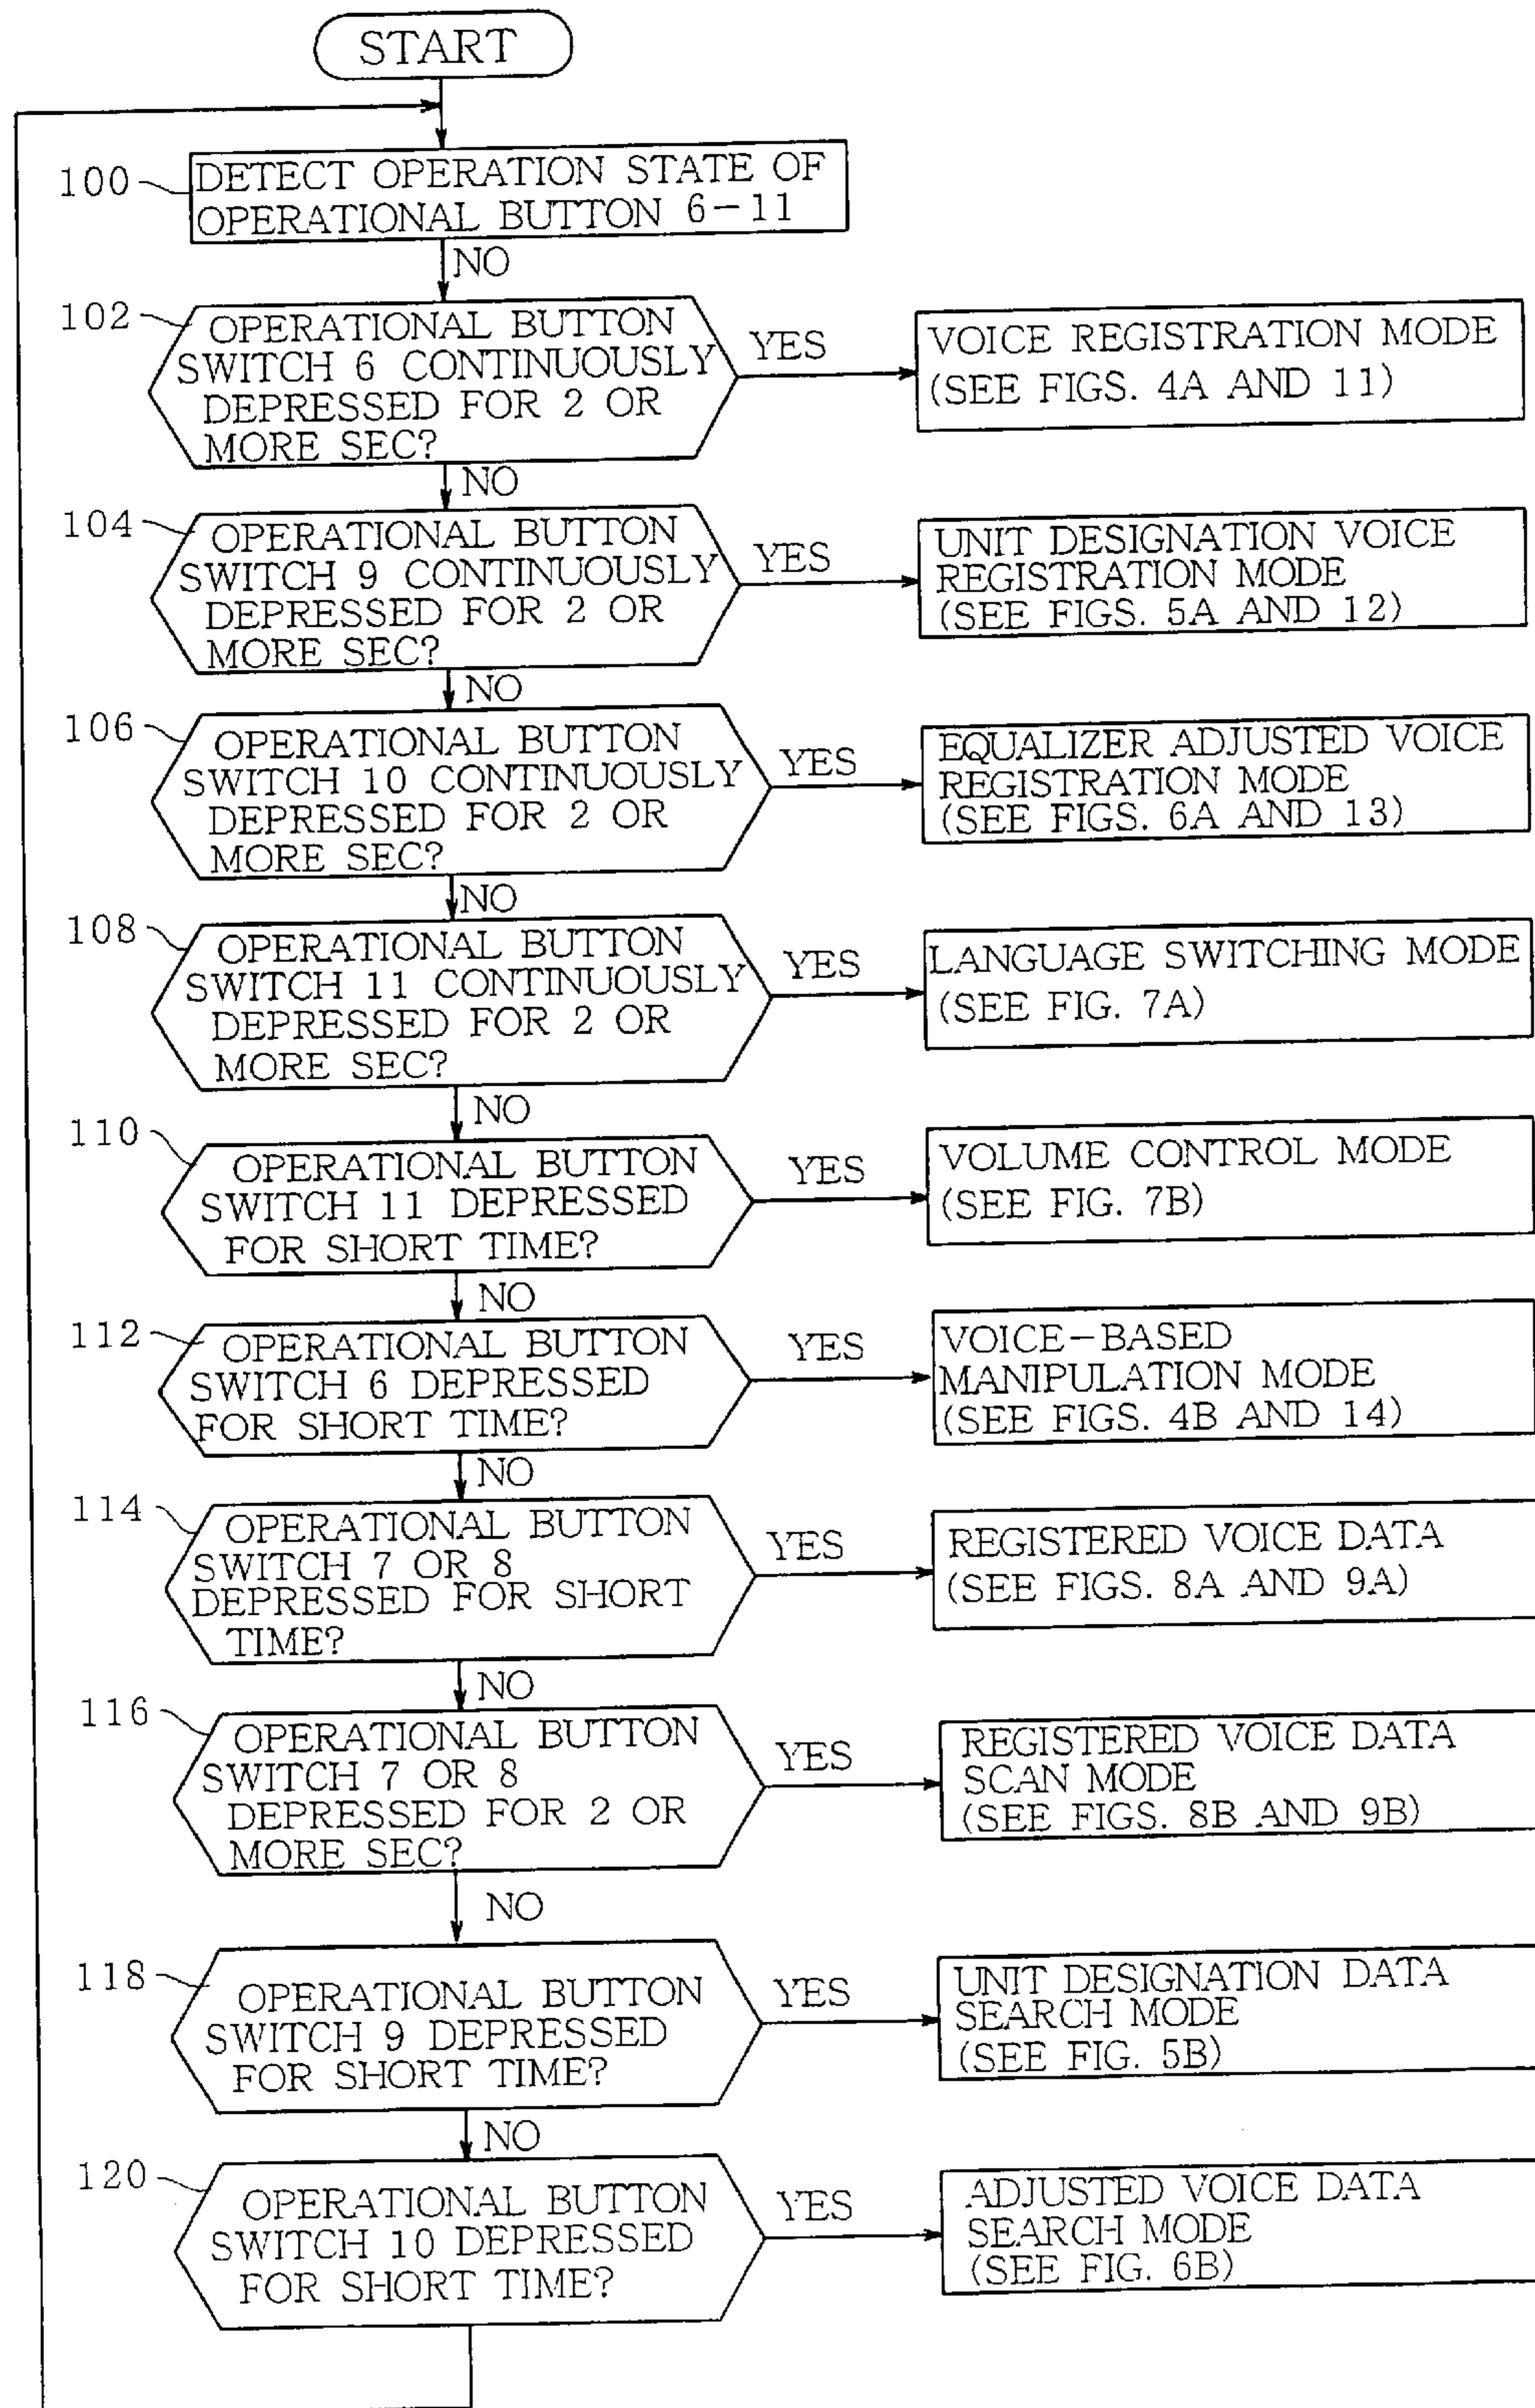 START
100
DETECT OPERATION STATE OF
OPERATIONAL BUTTON 6-11
NO
102
OPERATIONAL BUTTON
SWITCH 6 CONTINUOUSLY
DEPRESSED FOR 2 OR
MORE SEC?
YES
VOICE REGISTRATION MODE
(SEE FIGS. 4A AND 11)
NO
104
OPERATIONAL BUTTON
SWITCH 9 CONTINUOUSLY
DEPRESSED FOR 2 OR
MORE SEC?
YES
UNIT DESIGNATION VOICE
REGISTRATION MODE
(SEE FIGS. 5A AND 12)
NO
106
OPERATIONAL BUTTON
SWITCH 10 CONTINUOUSLY
DEPRESSED FOR 2 OR
MORE SEC?
YES
EQUALIZER ADJUSTED VOICE
REGISTRATION MODE
(SEE FIGS. 6A AND 13)
NO
108
OPERATIONAL BUTTON
SWITCH 11 CONTINUOUSLY
DEPRESSED FOR 2 OR
MORE SEC?
YES
LANGUAGE SWITCHING MODE
(SEE FIG. 7A)
NO
110
OPERATIONAL BUTTON
SWITCH 11 DEPRESSED
FOR SHORT TIME?
YES
VOLUME CONTROL MODE
(SEE FIG. 7B)
NO
112
OPERATIONAL BUTTON
SWITCH 6 DEPRESSED
FOR SHORT TIME?
YES
VOICE-BASED
MANIPULATION MODE
(SEE FIGS. 4B AND 14)
NO
114
OPERATIONAL BUTTON
SWITCH 7 OR 8
DEPRESSED FOR SHORT
TIME?
YES
REGISTERED VOICE DATA
(SEE FIGS. 8A AND 9A)
NO
116
OPERATIONAL BUTTON
SWITCH 7 OR 8
DEPRESSED FOR 2 OR
MORE SEC?
YES
REGISTERED VOICE DATA
SCAN MODE
(SEE FIGS. 8B AND 9B)
NO
118
OPERATIONAL BUTTON
SWITCH 9 DEPRESSED
FOR SHORT TIME?
YES
UNIT DESIGNATION DATA
SEARCH MODE
(SEE FIG. 5B)
NO
120
OPERATIONAL BUTTON
SWITCH 10 DEPRESSED
FOR SHORT TIME?
YES
ADJUSTED VOICE DATA
SEARCH MODE
(SEE FIG. 6B)